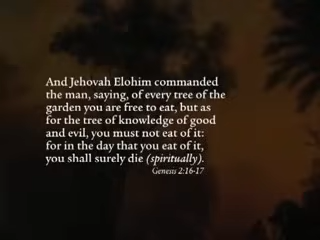 And Jehovah Elohim commanded
the man, saying, of every tree of the
garden you are free to eat, but as
for the tree of knowledge of good
and evil, you must not eat of it:
for in the day that you eat of it,
you shall surely die (spiritually).
Genesis 2:16-17